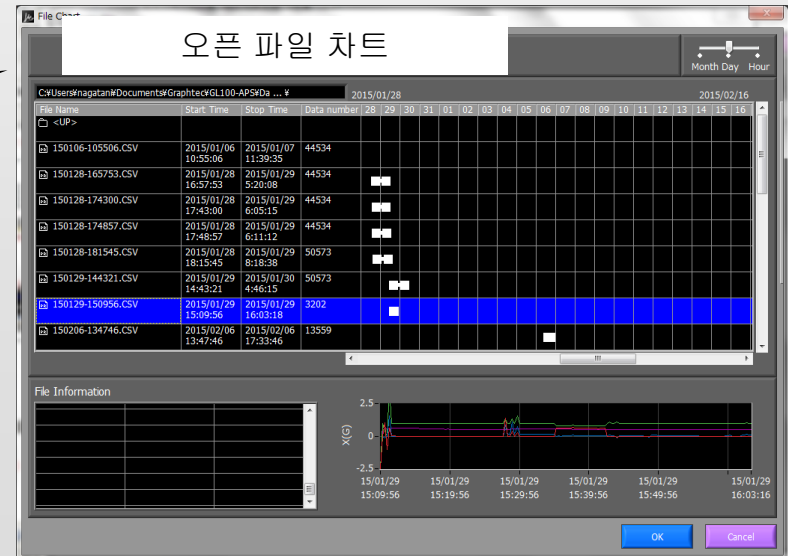 File Chart
오픈 파일 차트
Month Day Hour
C:¥Users¥nagatani¥Documents¥Graphtec¥GL100-APS¥Da ... ¥
2015/01/28 2015/02/16
File Name Start Time Stop Time Data number 28 29 30 31 01 02 03 04 05 06 07 08 09 10 11 12 13 14 15 16
<UP>
150106-105506.CSV 2015/01/06 2015/01/07 44534
10:55:06 11:39:35
150128-165753.CSV 2015/01/28 2015/01/29 44534
16:57:53 5:20:08
150128-174300.CSV 2015/01/28 2015/01/29 44534
17:43:00 6:05:15
150128-174857.CSV 2015/01/28 2015/01/29 44534
17:48:57 6:11:12
150128-181545.CSV 2015/01/28 2015/01/29 50573
18:15:45 8:18:38
150129-144321.CSV 2015/01/29 2015/01/30 50573
14:43:21 4:46:15
150129-150956.CSV 2015/01/29 2015/01/29 3202
15:09:56 16:03:18
150206-134746.CSV 2015/02/06 2015/02/06 13559
13:47:46 17:33:46
File Information
2.5
X(G)
0
-2.5
15/01/29 15/01/29 15/01/29 15/01/29 15/01/29 15/01/29
15:09:56 15:19:56 15:29:56 15:39:56 15:49:56 16:03:16
OK Cancel